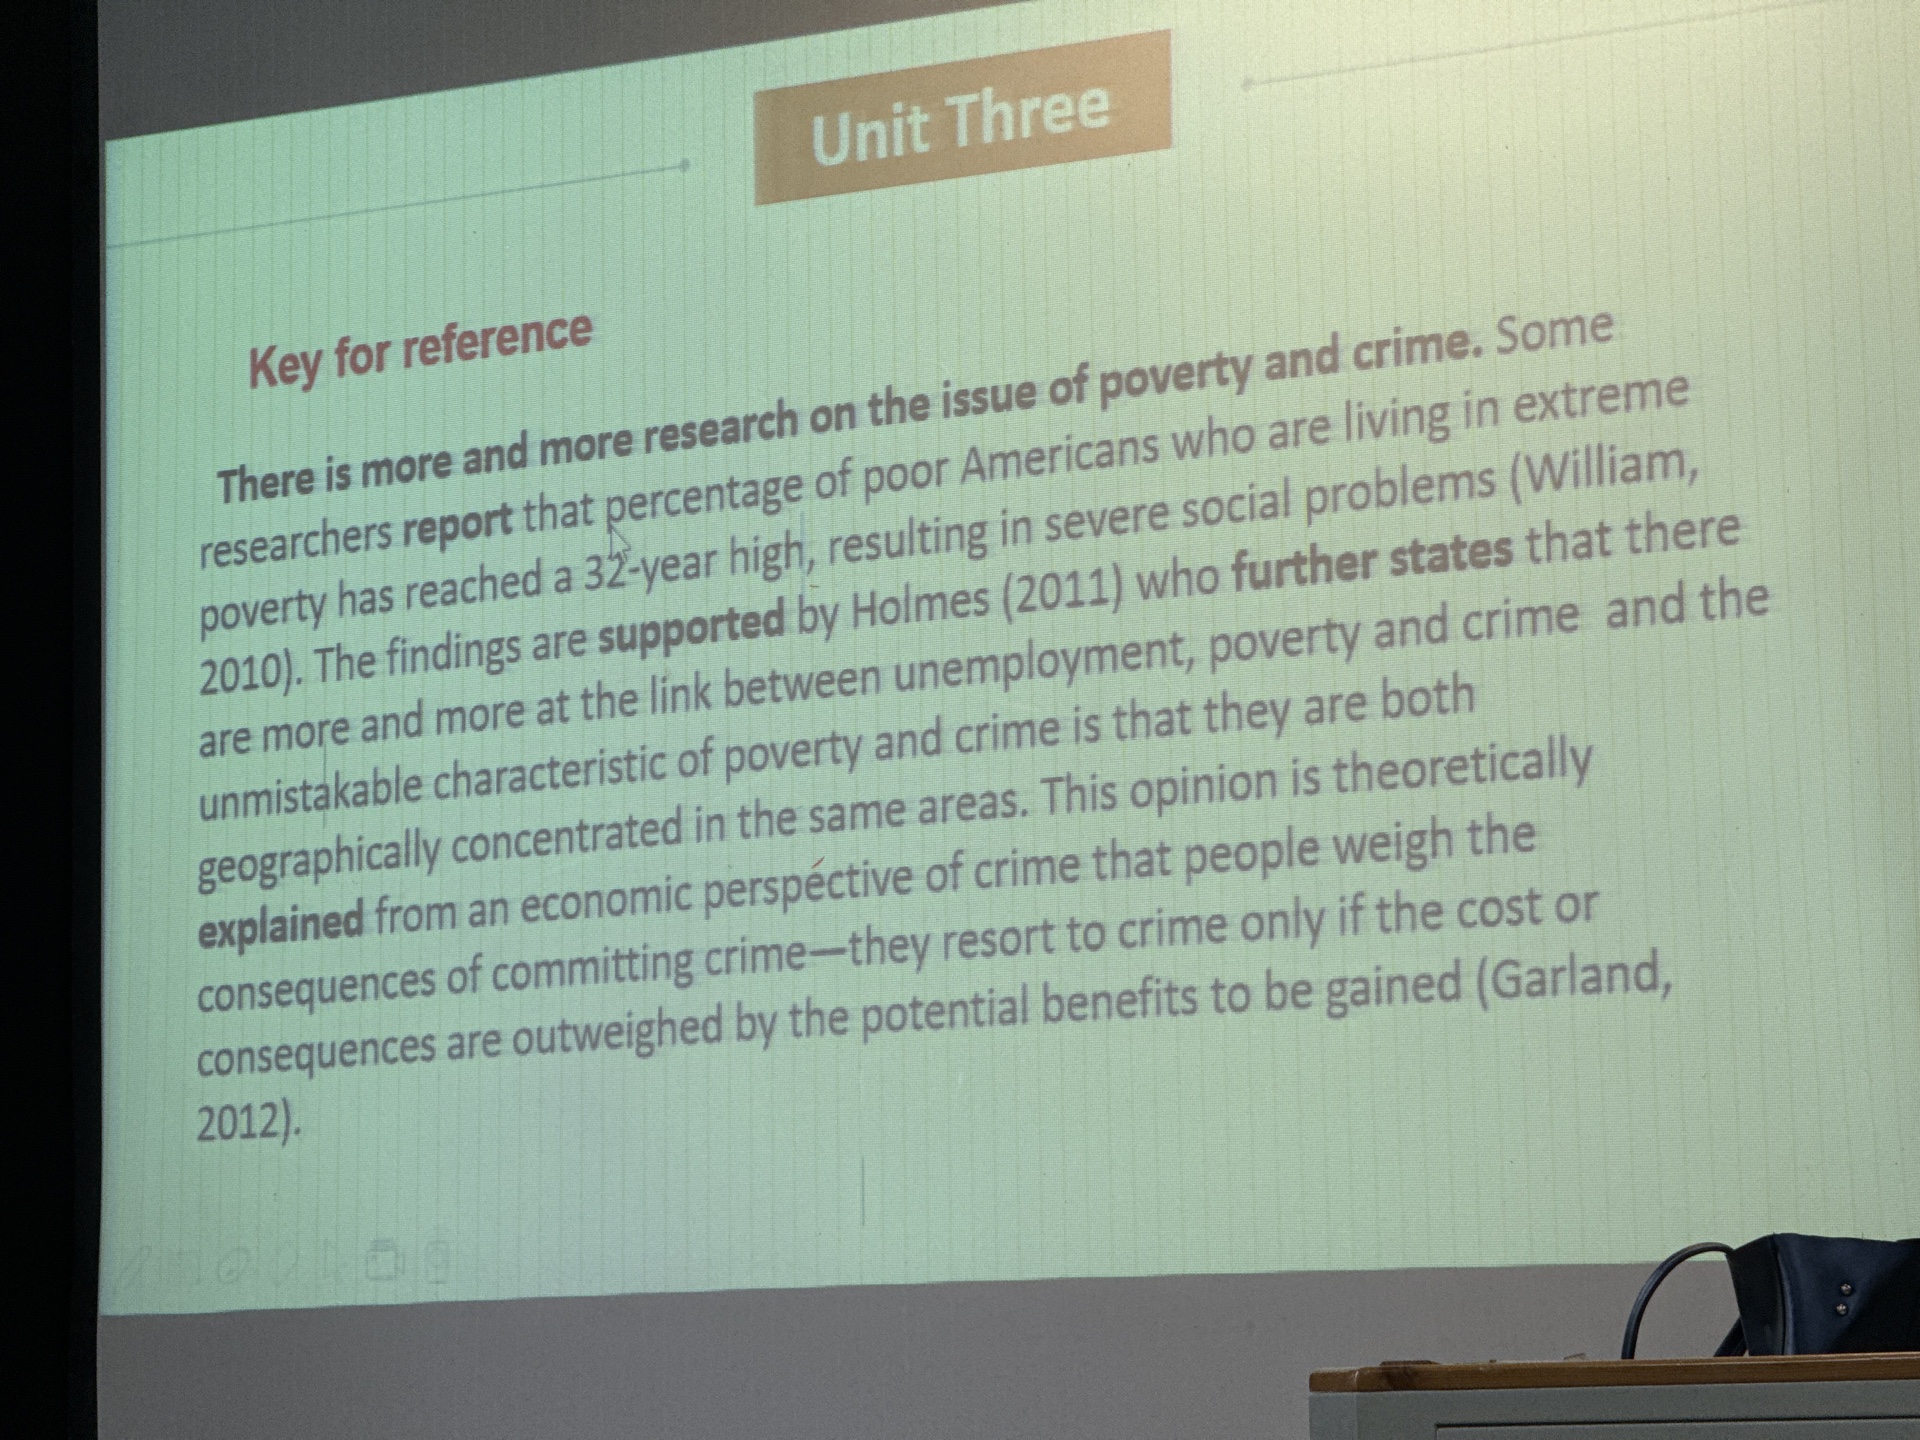 Unit Three
Key for reference
There is more and more research on the issue of poverty and crime. Some
researchers report that percentage of poor Americans who are living in extreme
poverty has reached a 32-year high, resulting in severe social problems (William,
2010). The findings are supported by Holmes (2011) who further states that there
are more and more at the link between unemployment, poverty and crime and the
unmistakable characteristic of poverty and crime is that they are both
geographically concentrated in the same areas. This opinion is theoretically
explained from an economic perspective of crime that people weigh the
consequences of committing crime—they resort to crime only if the cost or
consequences are outweighed by the potential benefits to be gained (Garland,
2012).